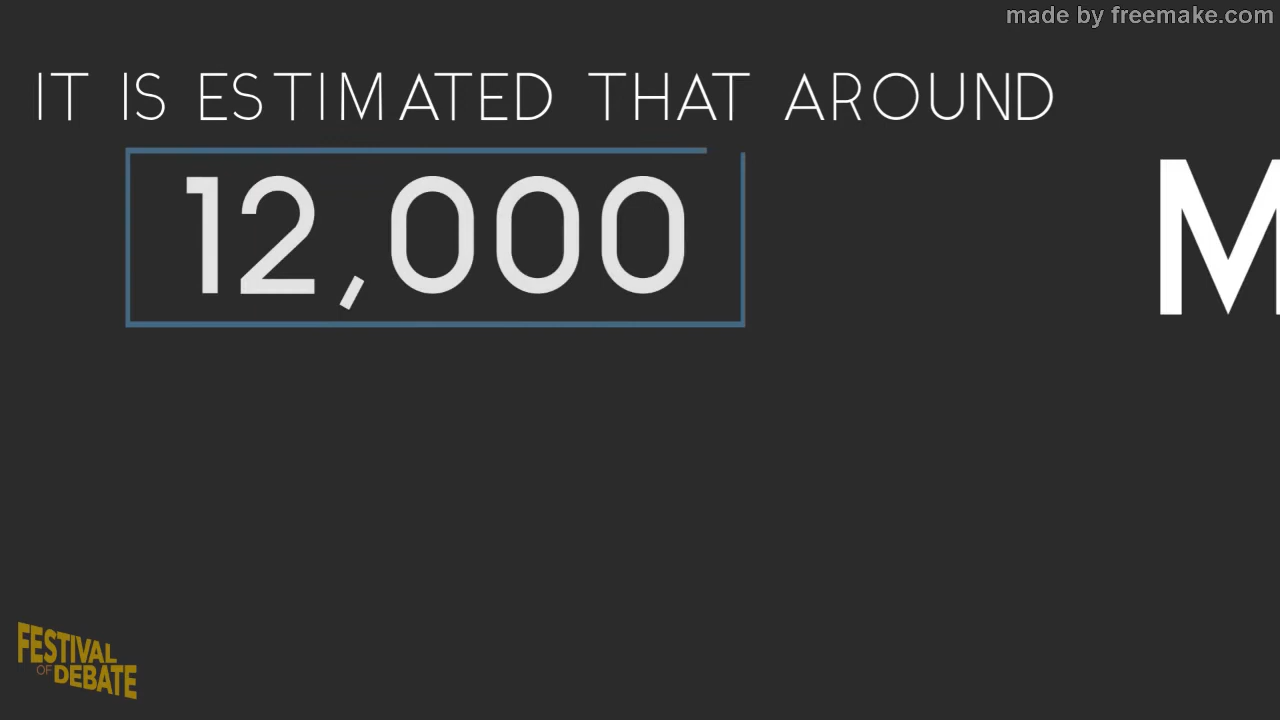 made by freemake.com
IT IS ESTIMATED THAT AROUND
12,000
M
FESTIVAL
OF DEBATE